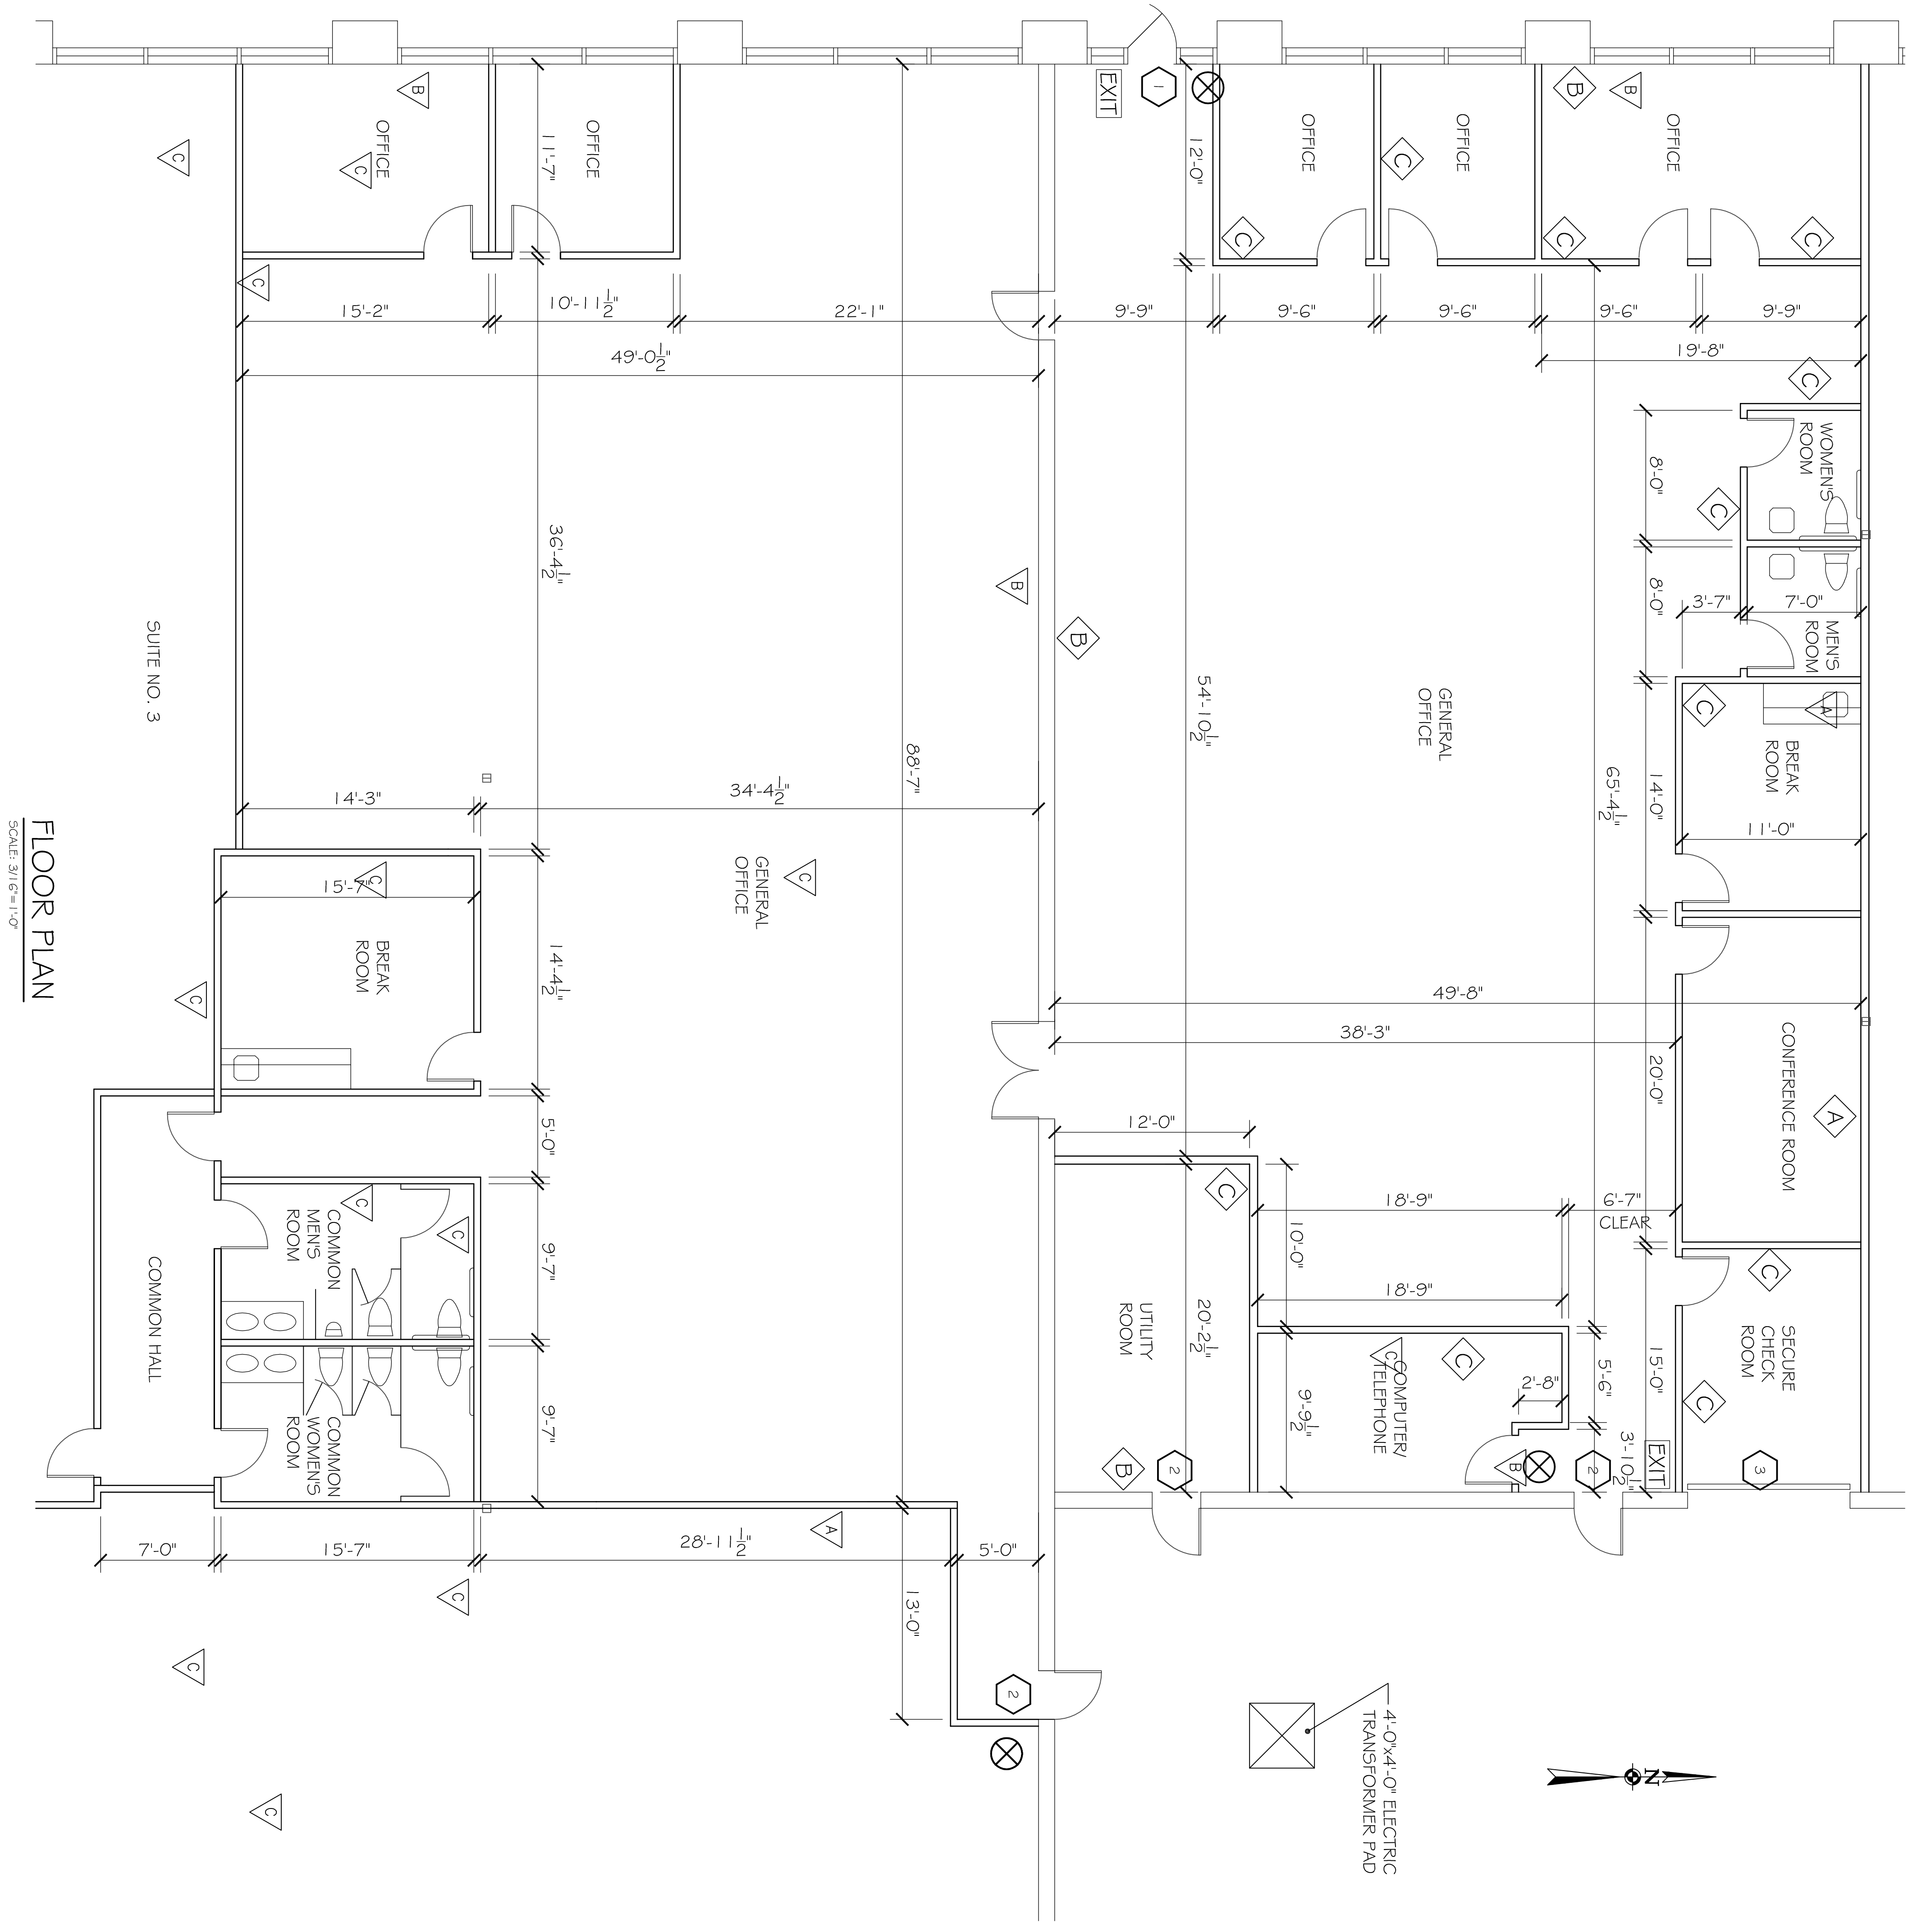 WOMEN'S
ROOM
MEN'S
ROOM
BREAK
ROOM
CONFERENCE ROOM
SECURE
CHECK
ROOM
A
A
C
C
C
C
C
C
3
7'-0"
3'-7"
11'-0"
19'-8"
9'-9"
9'-6"
9'-6"
9'-6"
9'-9"
8'-0"
8'-0"
14'-0"
20'-0"
15'-0"
3'-10 1/2"
EXIT
OFFICE
B
B
C
65'-4 1/2"
6'-7"
CLEAR
5'-6"
2
2'-8"
B
OFFICE
C
OFFICE
C
GENERAL
OFFICE
49'-8"
38'-3"
18'-9"
18'-9"
C
C
COMPUTER/
TELEPHONE
10'-0"
9'-9 1/2"
4'-0"x4'-0" ELECTRIC
TRANSFORMER PAD
N
12'-0"
54'-10 1/2"
20'-2 1/2"
12'-0"
C
UTILITY
ROOM
B
2
1
EXIT
B
B
2
88'-7"
13'-0"
22'-1"
10'-11 1/2"
15'-2"
49'-0 1/2"
C
GENERAL
OFFICE
34'-4 1/2"
14'-3"
A
5'-0"
28'-11 1/2"
15'-7"
7'-0"
OFFICE
11'-7"
36'-4 1/2"
14'-4 1/2"
5'-0"
9'-7"
9'-7"
B
OFFICE
C
C
C
C
15'-7"
BREAK
ROOM
C
C
C
COMMON
MEN'S
ROOM
COMMON
WOMEN'S
ROOM
C
C
C
C
COMMON HALL
SUITE NO. 3
FLOOR PLAN
SCALE: 3/16"= 1'-0"